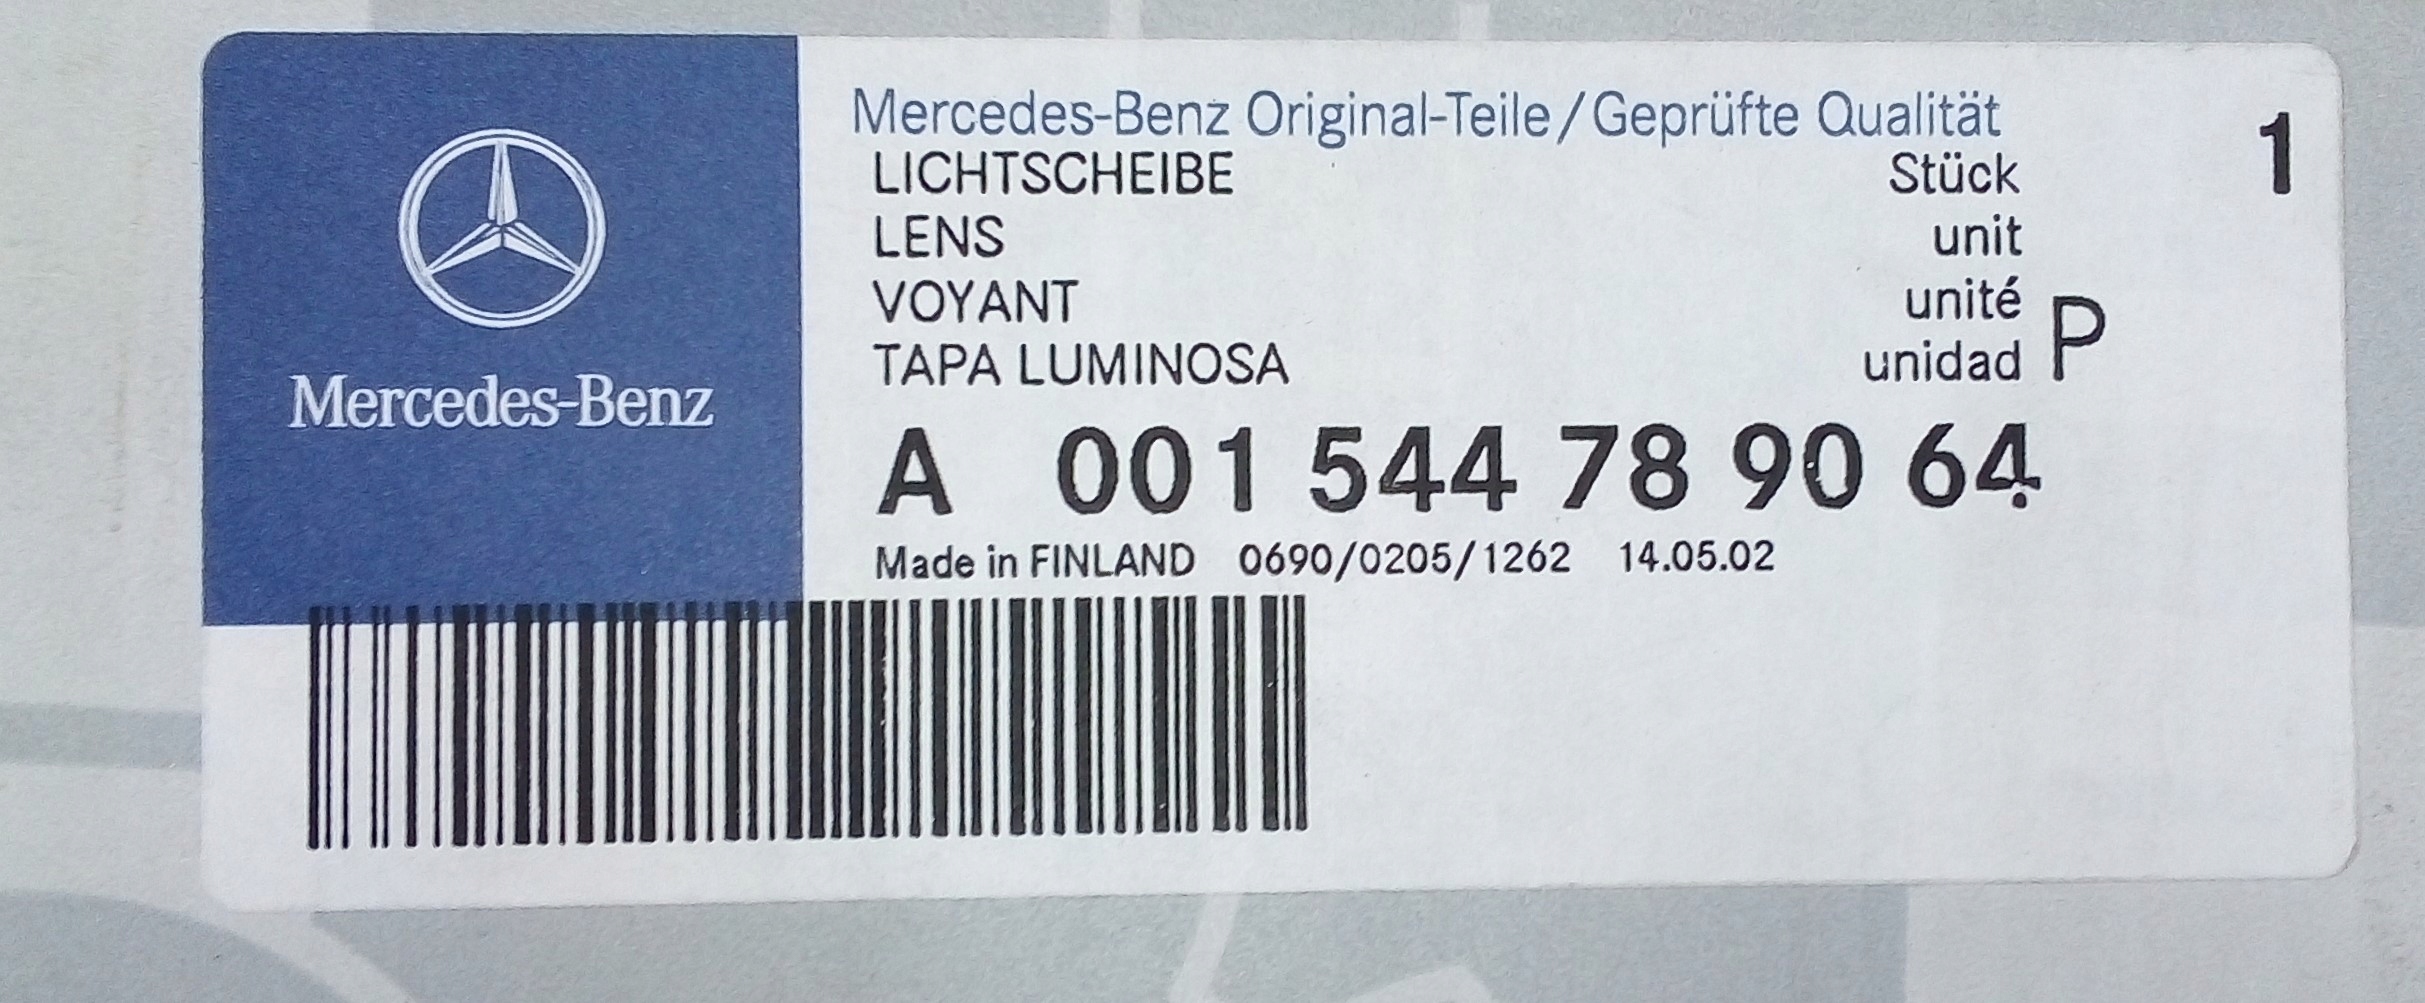 Mercedes-Benz
Mercedes-Benz Original-Teile/Geprüfte Qualität
1
LICHTSCHEIBE Stück
LENS unit
VOYANT unité
TAPA LUMINOSA unidad P
A 001 544 78 90 64
Made in FINLAND 0690/0205/1262 14.05.02